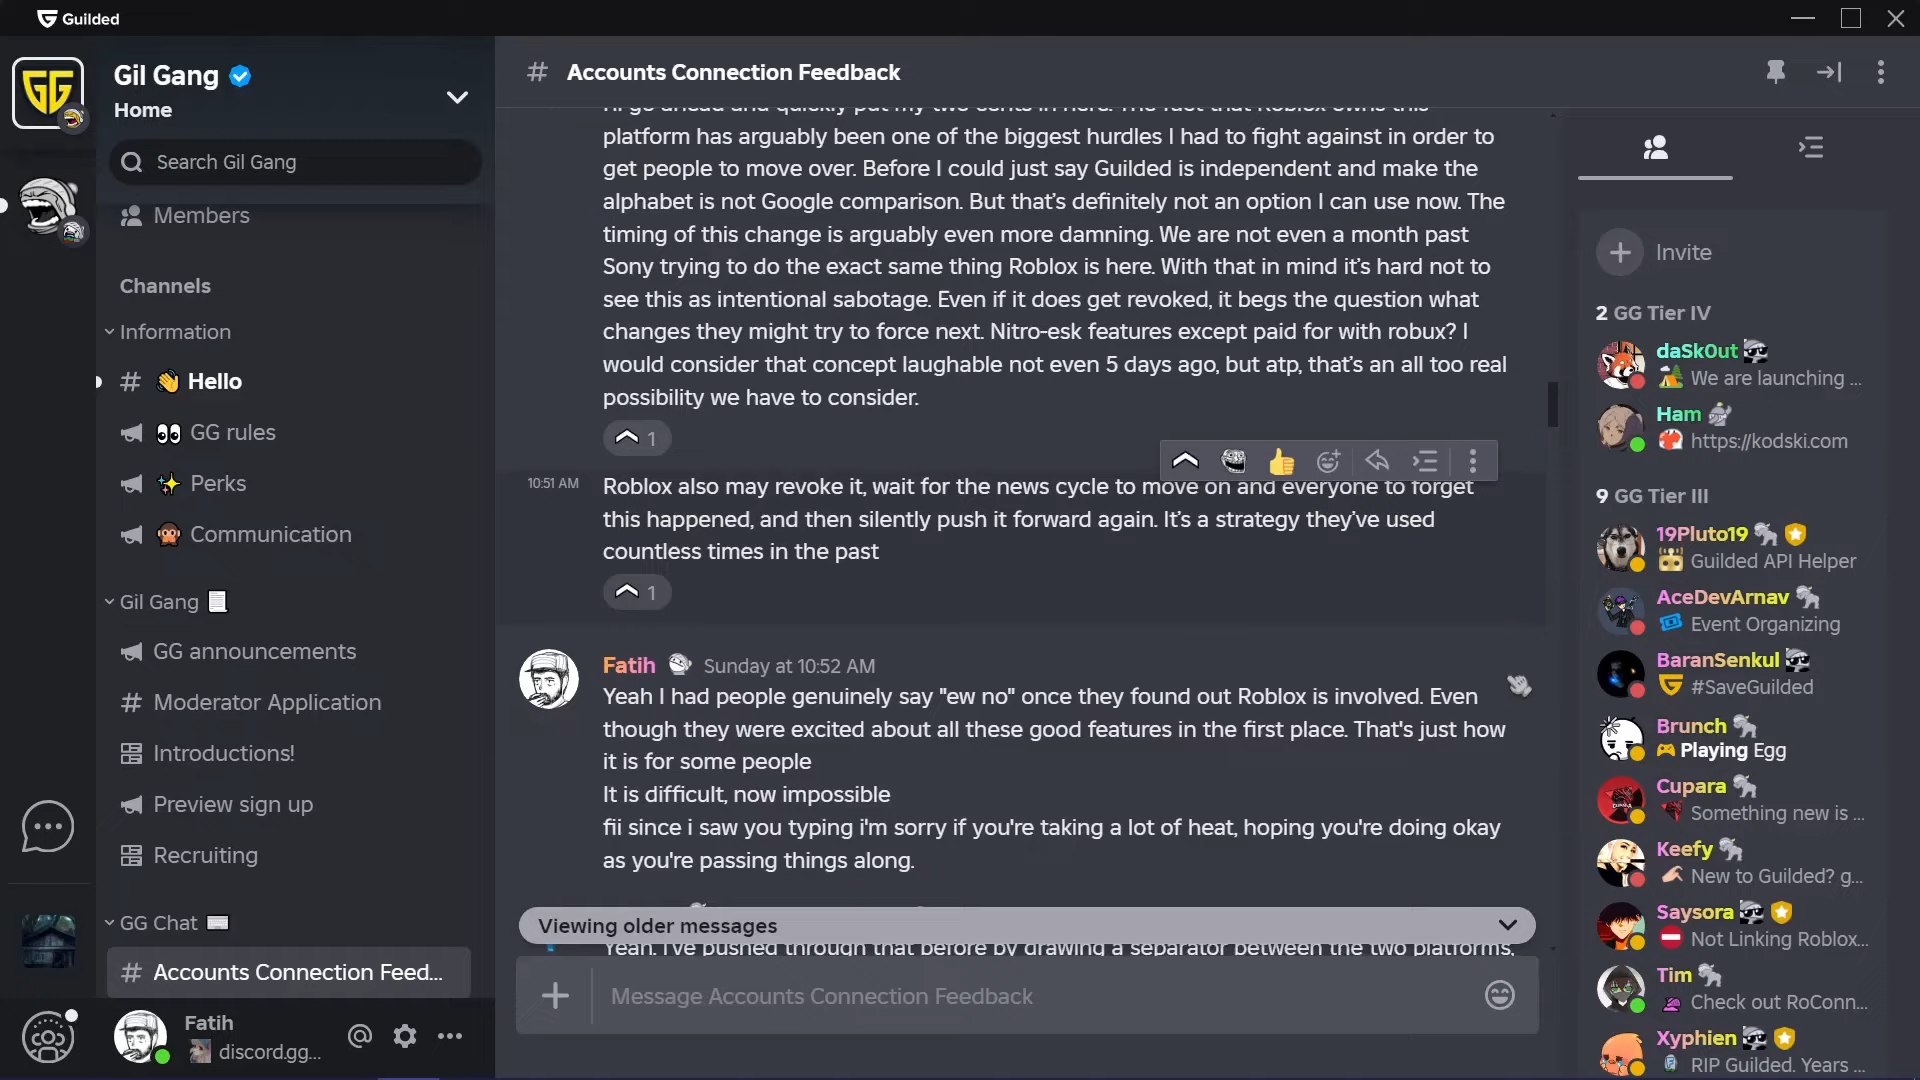 Guilded
GG
Gil Gang
Home
Search Gil Gang
Members
Channels
Information
# 👋 Hello
👀 GG rules
✨ Perks
🙊 Communication
Gil Gang 📃
GG announcements
# Moderator Application
Introductions!
Preview sign up
Recruiting
GG Chat
# Accounts Connection Feed...
Fatih
discord.gg...
# Accounts Connection Feedback
I'll go ahead and quickly put my two cents in here. The fact that Roblox owns this
platform has arguably been one of the biggest hurdles I had to fight against in order to
get people to move over. Before I could just say Guilded is independent and make the
alphabet is not Google comparison. But that's definitely not an option I can use now. The
timing of this change is arguably even more damning. We are not even a month past
Sony trying to do the exact same thing Roblox is here. With that in mind it's hard not to
see this as intentional sabotage. Even if it does get revoked, it begs the question what
changes they might try to force next. Nitro-esk features except paid for with robux? I
would consider that concept laughable not even 5 days ago, but atp, that's an all too real
possibility we have to consider.
1
10:51 AM
Roblox also may revoke it, wait for the news cycle to move on and everyone to forget
this happened, and then silently push it forward again. It's a strategy they've used
countless times in the past
1
Fatih Sunday at 10:52 AM
Yeah I had people genuinely say "ew no" once they found out Roblox is involved. Even
though they were excited about all these good features in the first place. That's just how
it is for some people
It is difficult, now impossible
fii since i saw you typing i'm sorry if you're taking a lot of heat, hoping you're doing okay
as you're passing things along.
Viewing older messages
Yeah. I've pushed through that before by drawing a separator between the two platforms,
Message Accounts Connection Feedback
Invite
2 GG Tier IV
daSk0ut
We are launching ...
Ham
https://kodski.com
9 GG Tier III
19Pluto19
Guilded API Helper
AceDevArnav
Event Organizing
BaranSenkul
#SaveGuilded
Brunch
Playing Egg
Cupara
Something new is ...
Keefy
New to Guilded? g...
Saysora
Not Linking Roblox...
Tim
Check out RoConn...
Xyphien
RIP Guilded. Years ...